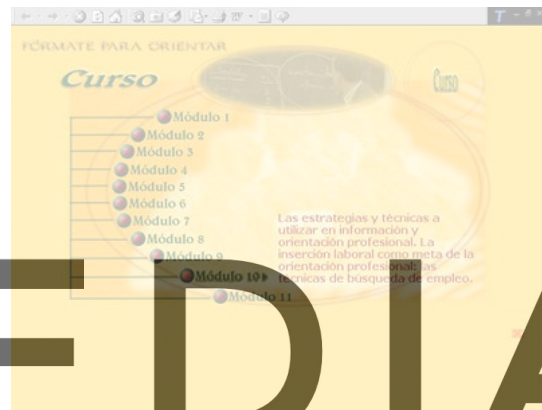 FÓRMATE PARA ORIENTAR
Curso
Curso
Módulo 1
Módulo 2
Módulo 3
Módulo 4
Módulo 5
Módulo 6
Módulo 7
Módulo 8
Módulo 9
Módulo 10
Módulo 11
Las estrategias y técnicas a
utilizar en información y
orientación profesional. La
inserción laboral como meta de la
orientación profesional: las
técnicas de búsqueda de empleo.
EDIA